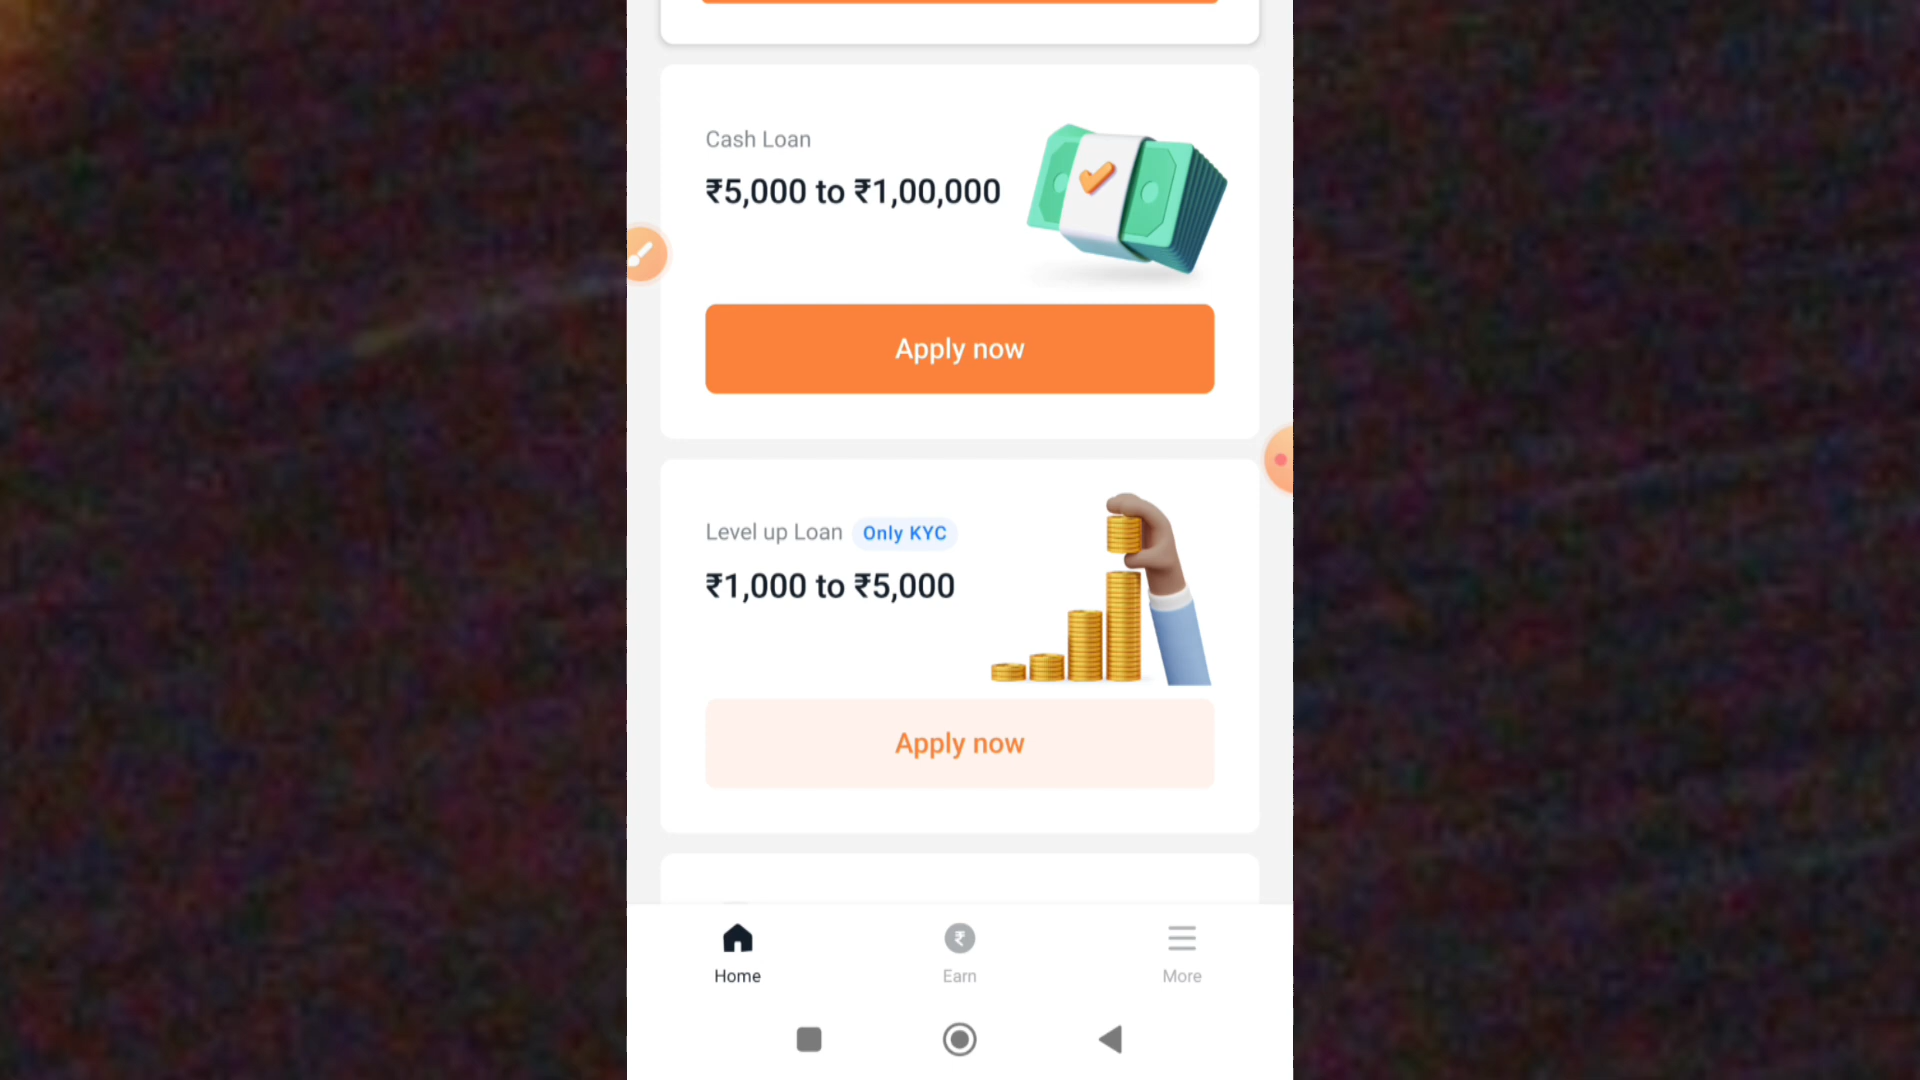 Cash Loan
₹5,000 to ₹1,00,000
Apply now
Level up Loan Only KYC
₹1,000 to ₹5,000
Apply now
Home
₹
Earn
More